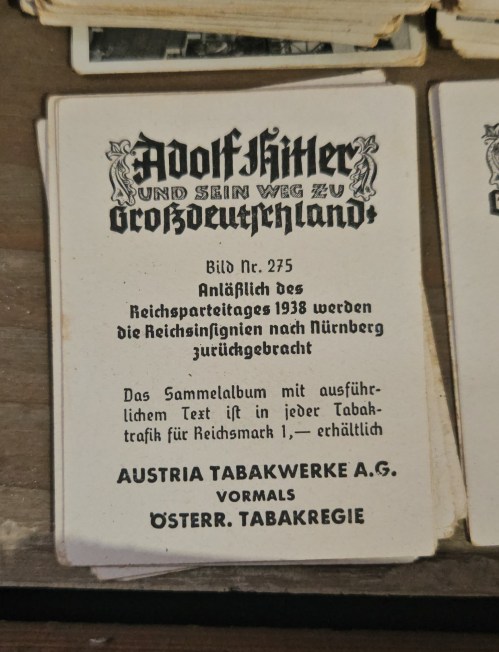 Adolf Hitler
UND SEIN WEG ZU
Großdeutschland
Bild Nr. 275
Anläßlich des
Reichsparteitages 1938 werden
die Reichsinsignien nach Nürnberg
zurückgebracht
Das Sammelalbum mit ausführ-
lichem Text ist in jeder Tabak-
trafik für Reichsmark 1,— erhältlich
AUSTRIA TABAKWERKE A.G.
VORMALS
ÖSTERR. TABAKREGIE